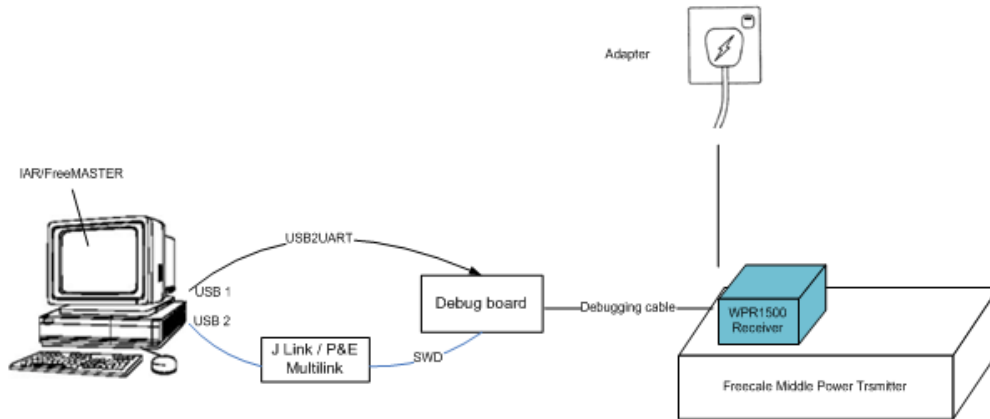 Adapter
IAR/FreeMASTER
USB2UART
USB 1
USB 2
Debug board
Debugging cable
WPR1500
Receiver
J Link / P&E
Multilink
SWD
Freecale Middle Power Trsmitter